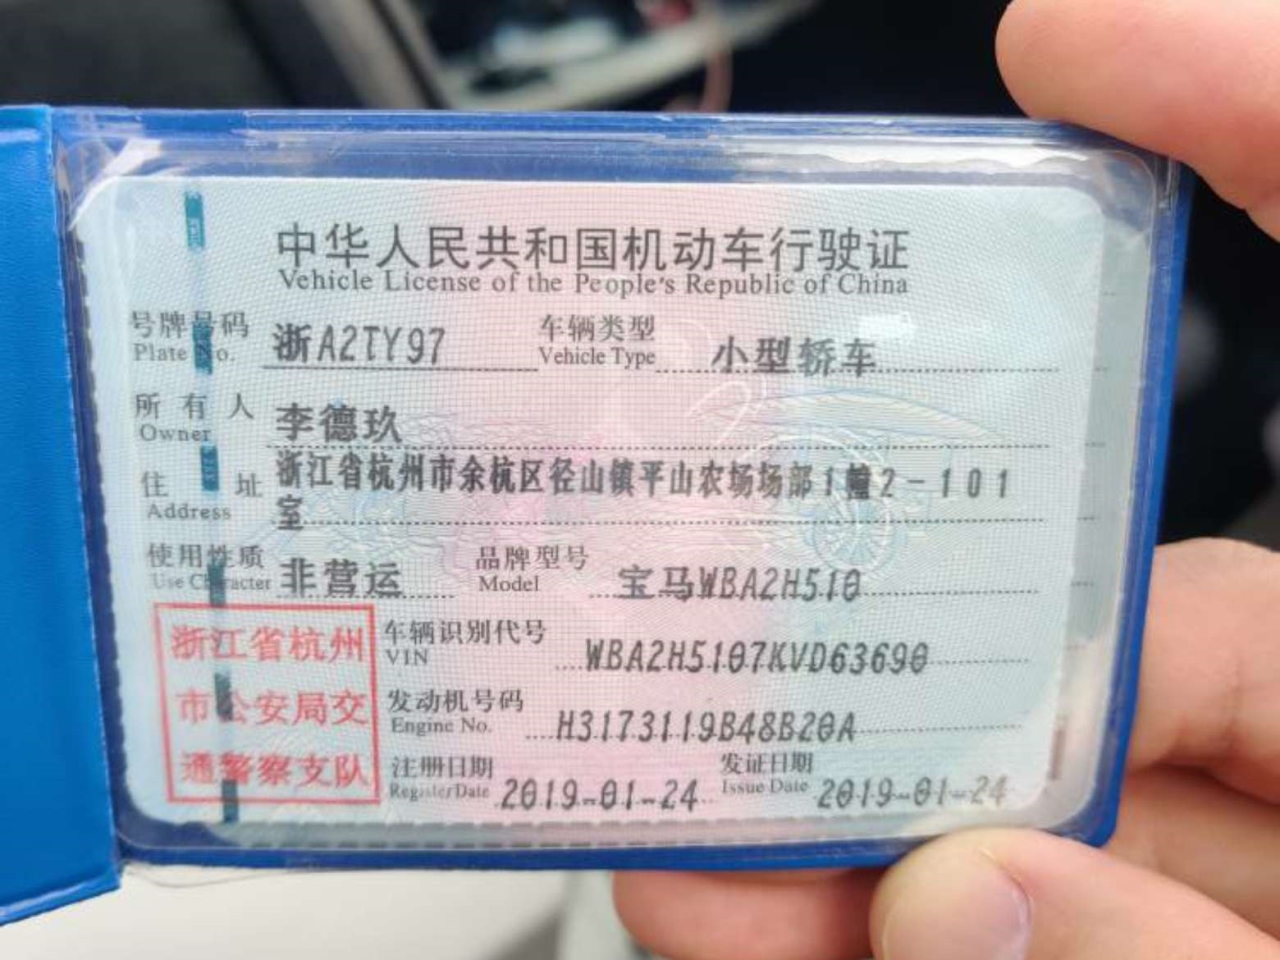 中华人民共和国机动车行驶证
Vehicle License of the People's Republic of China
号牌号码 浙A2TY97 车辆类型 小型轿车
Plate No. Vehicle Type
所有人 李德玖
Owner
住址 浙江省杭州市余杭区径山镇平山农场场部1幢2-101
Address 室
使用性质 非营运 品牌型号 宝马WBA2H510
Use Character Model
浙江省杭州
市公安局交
通警察支队
车辆识别代号 WBA2H5107KVD63690
VIN
发动机号码 H3173119B48B20A
Engine No.
注册日期 2019-01-24 发证日期 2019-01-24
Register Date Issue Date